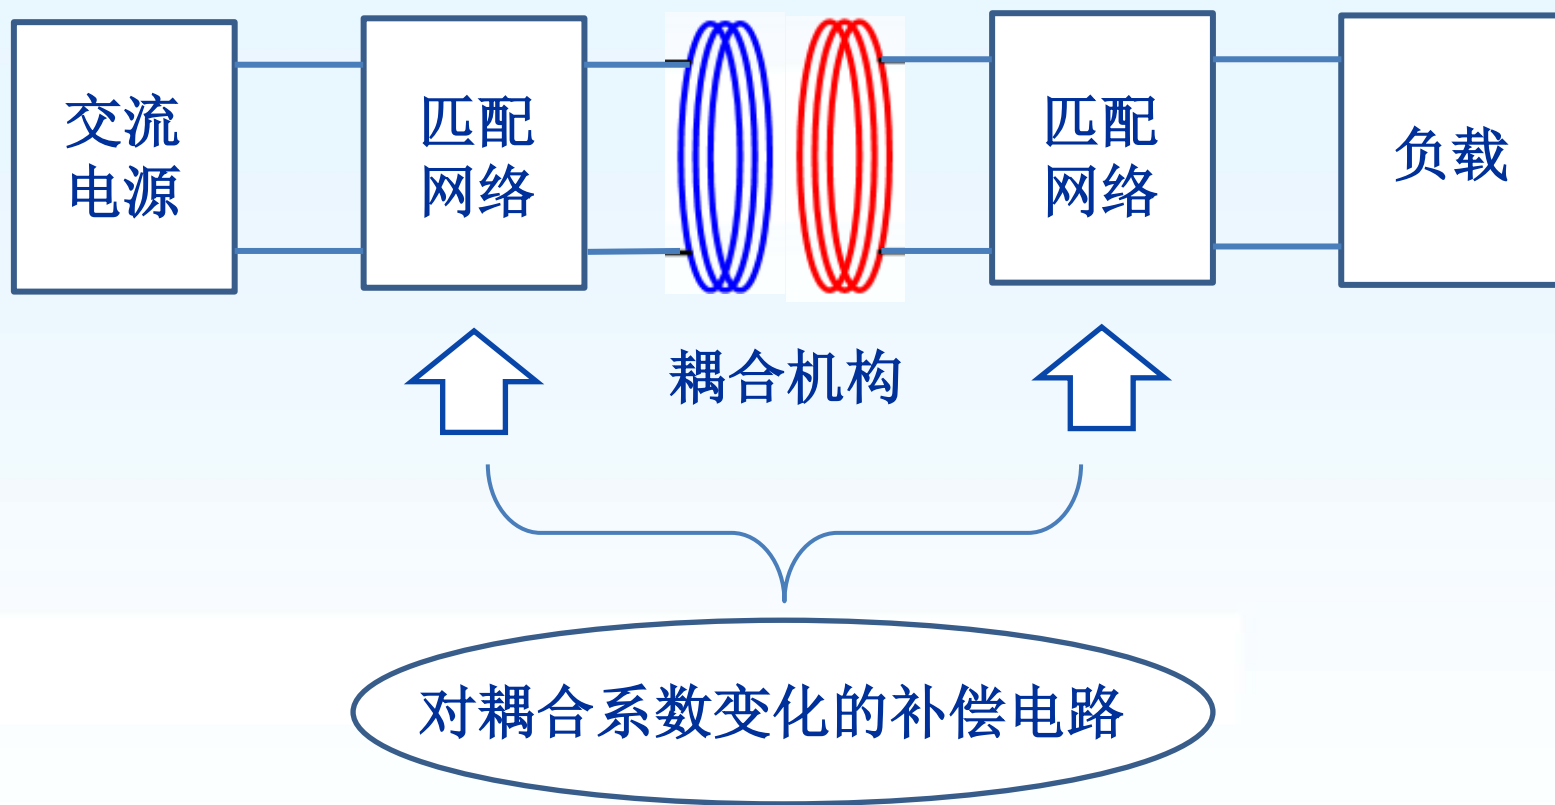 交流
电源
匹配
网络
匹配
网络
负载
耦合机构
对耦合系数变化的补偿电路